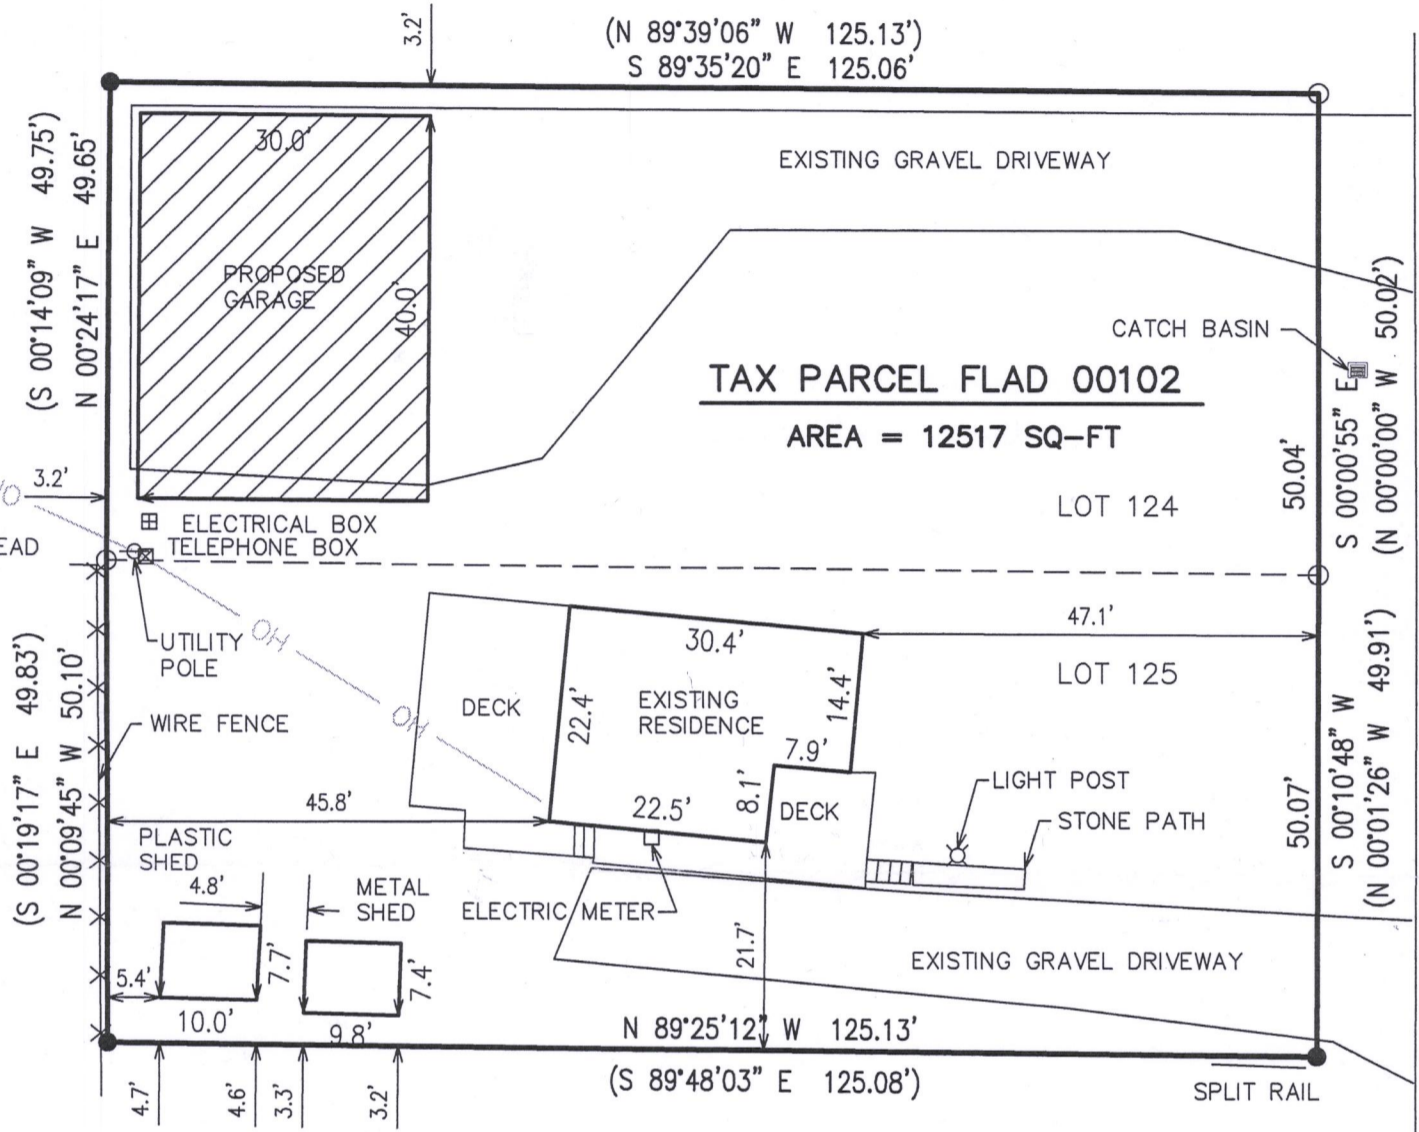 3.2'
(N 89°39'06" W 125.13')
S 89°35'20" E 125.06'
(S 00°14'09" W 49.75')
N 00°24'17" E 49.65'
30.0'
EXISTING GRAVEL DRIVEWAY
PROPOSED
GARAGE
40.0'
CATCH BASIN
TAX PARCEL FLAD 00102
AREA = 12517 SQ-FT
50.04'
S 00°00'55" E
(N 00°00'00" W 50.02')
3.2'
LOT 124
ELECTRICAL BOX
EAD
TELEPHONE BOX
OH
UTILITY
POLE
(S 00°19'17" E 49.83')
N 00°09'45" W 50.10'
30.4'
47.1'
LOT 125
DECK
EXISTING
RESIDENCE
22.4'
14.4'
WIRE FENCE
OH
7.9'
8.1'
DECK
LIGHT POST
45.8'
22.5'
STONE PATH
50.07'
S 00°10'48" W
(N 00°01'26" W 49.91')
PLASTIC
SHED
4.8'
METAL
SHED
ELECTRIC METER
21.7'
EXISTING GRAVEL DRIVEWAY
7.7'
7.4'
5.4'
10.0'
9.8'
N 89°25'12" W 125.13'
(S 89°48'03" E 125.08')
4.7'
4.6'
3.3'
3.2'
SPLIT RAIL